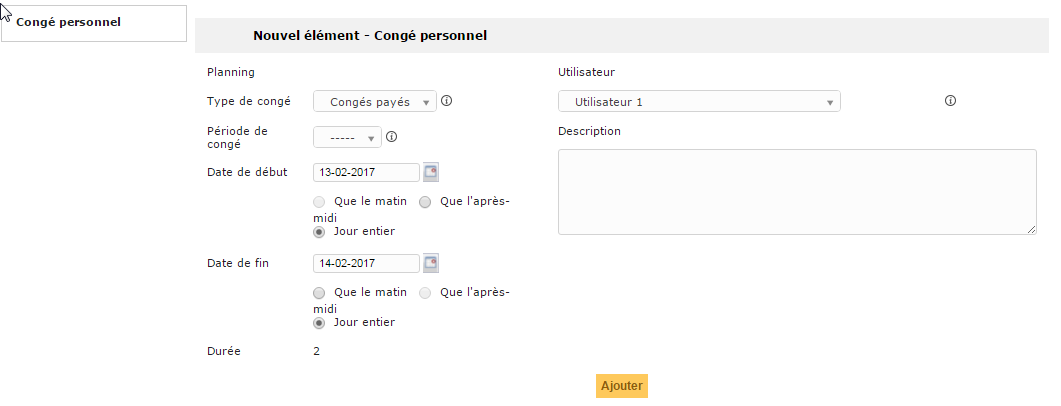 Congé personnel
Nouvel élément - Congé personnel
Planning
Type de congé
Congés payés
Période de
congé
-----
Date de début
13-02-2017
Que le matin Que l'après-
midi
Jour entier
Date de fin
14-02-2017
Que le matin Que l'après-
midi
Jour entier
Durée
2
Utilisateur
Utilisateur 1
Description
Ajouter